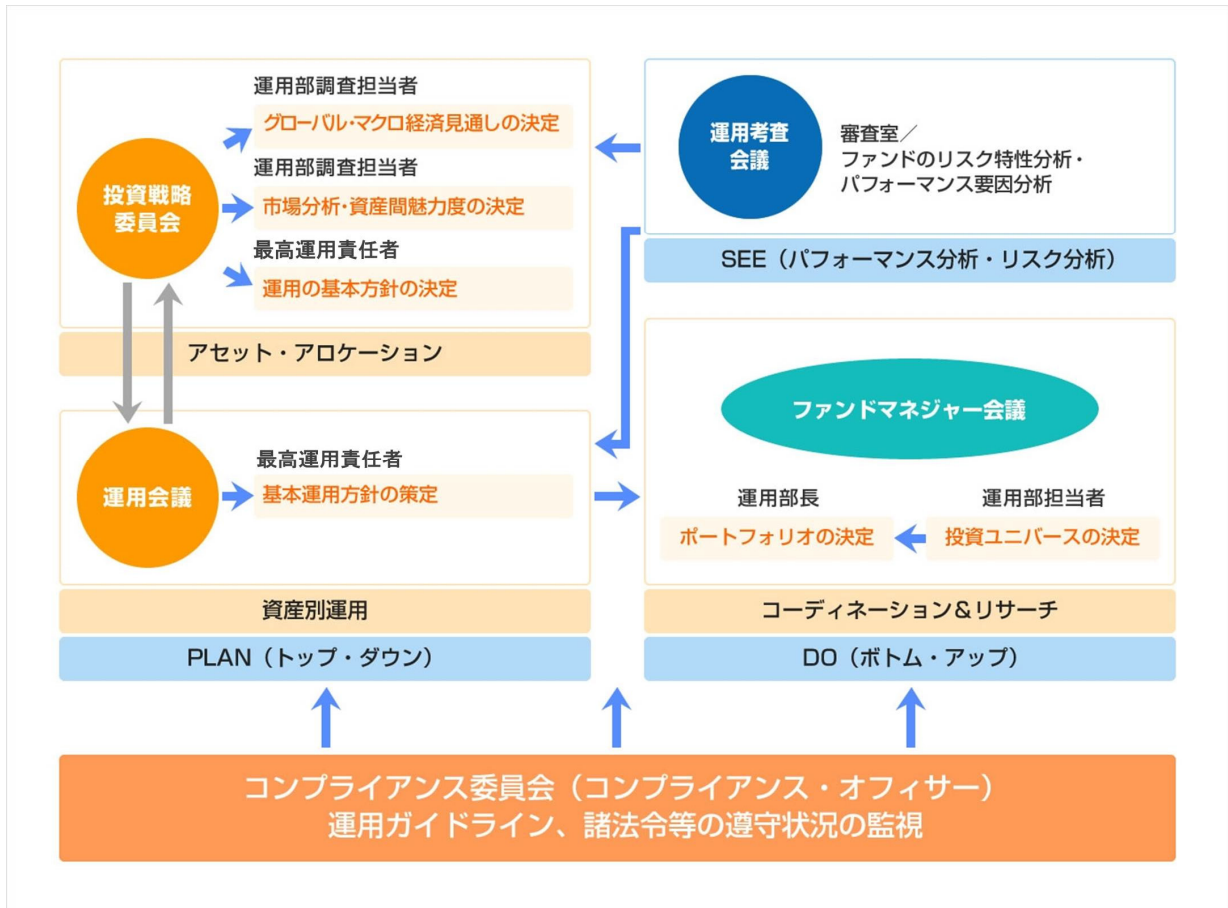 投資戦略
委員会
運用部調査担当者
グローバル・マクロ経済見通しの決定
運用部調査担当者
市場分析・資産間魅力度の決定
最高運用責任者
運用の基本方針の決定
アセット・アロケーション
運用会議
最高運用責任者
基本運用方針の策定
資産別運用
PLAN（トップ・ダウン）
運用考査
会議
審査室／
ファンドのリスク特性分析・
パフォーマンス要因分析
SEE（パフォーマンス分析・リスク分析）
ファンドマネジャー会議
運用部長
ポートフォリオの決定
運用部担当者
投資ユニバースの決定
コーディネーション＆リサーチ
DO（ボトム・アップ）
コンプライアンス委員会（コンプライアンス・オフィサー）
運用ガイドライン、諸法令等の遵守状況の監視